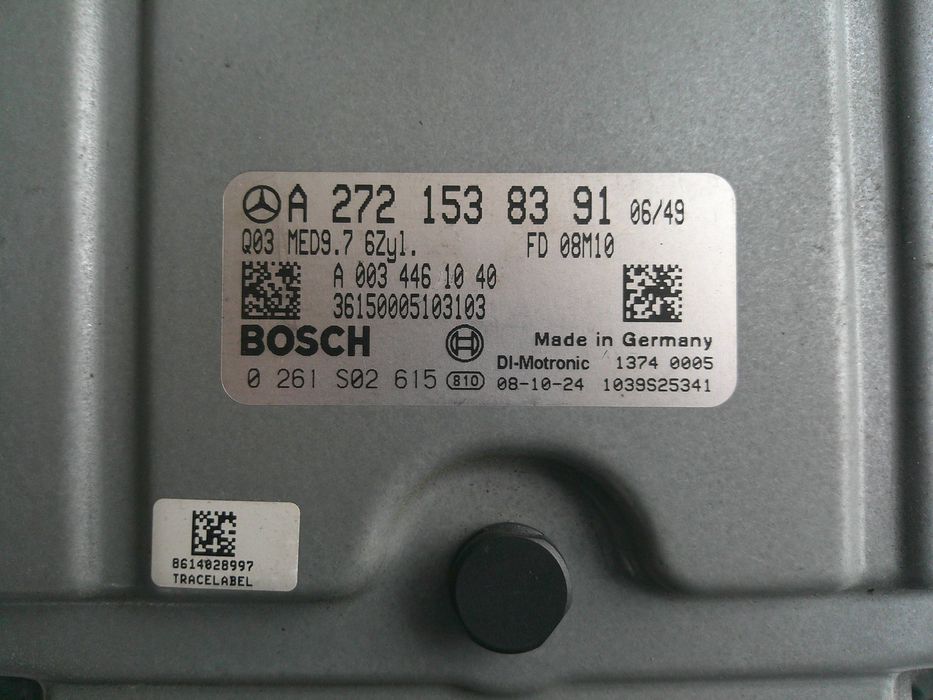 A 272 153 83 91 06/49
Q03 MED9.7 6Zyl. FD 08M10
A 003 446 10 40
36150005103103
BOSCH
Made in Germany
DI-Motronic 1374 0005
0 261 S02 615 810 08-10-24 1039S25341
8614028997
TRACELABEL